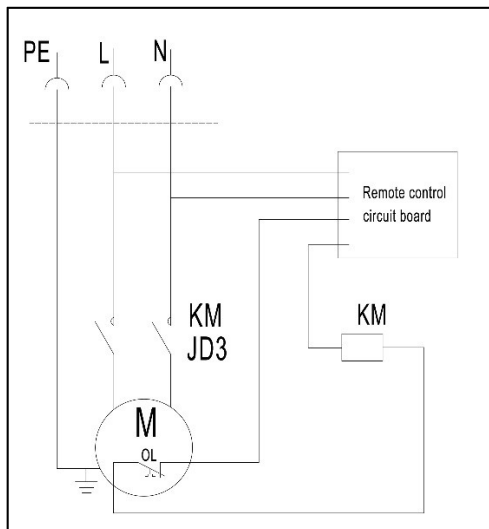 PE L N
Remote control
circuit board
KM
JD3
KM
M
OL